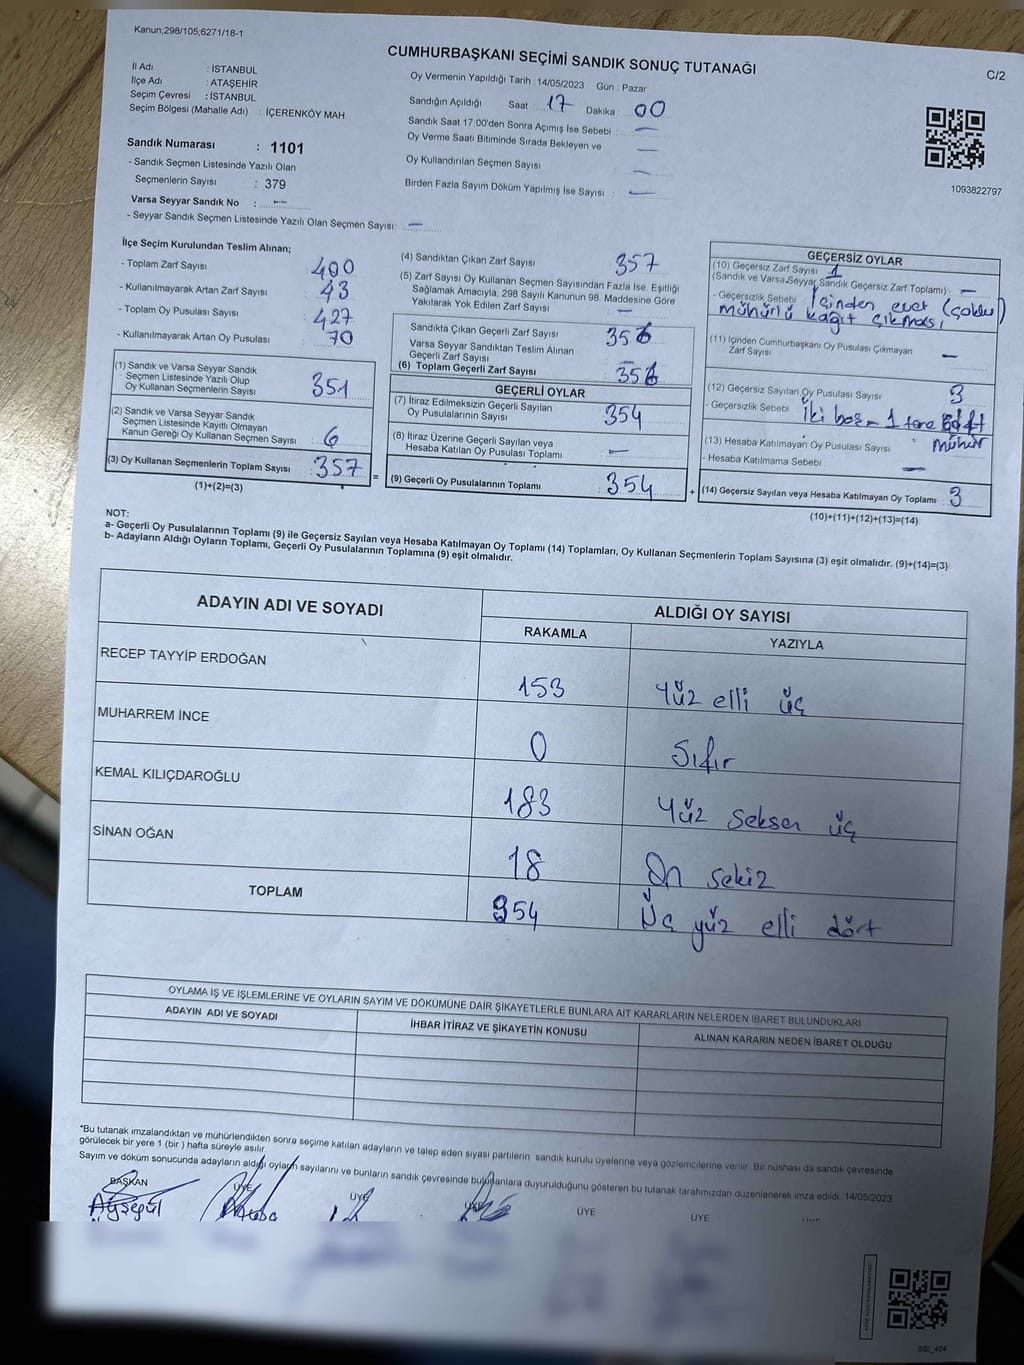 Kanun;298/105,6271/18-1
CUMHURBAŞKANI SEÇİMİ SANDIK SONUÇ TUTANAĞI
C/2
İl Adı : İSTANBUL
İlçe Adı : ATAŞEHİR
Seçim Çevresi : İSTANBUL
Seçim Bölgesi (Mahalle Adı) : İÇERENKÖY MAH
Sandık Numarası : 1101
- Sandık Seçmen Listesinde Yazılı Olan
Seçmenlerin Sayısı : 379
Varsa Seyyar Sandık No : —
- Seyyar Sandık Seçmen Listesinde Yazılı Olan Seçmen Sayısı: —
Oy Vermenin Yapıldığı Tarih : 14/05/2023 Gün : Pazar
Sandığın Açıldığı Saat : 17 Dakika : 00
Sandık Saat 17:00'den Sonra Açımış İse Sebebi : —
Oy Verme Saati Bitiminde Sırada Bekleyen ve —
Oy Kullandırılan Seçmen Sayısı : —
Birden Fazla Sayım Döküm Yapılmış İse Sayısı : —
1093822797
İlçe Seçim Kurulundan Teslim Alınan;
- Toplam Zarf Sayısı : 400
- Kullanılmayarak Artan Zarf Sayısı : 43
- Toplam Oy Pusulası Sayısı : 427
- Kullanılmayarak Artan Oy Pusulası : 70
(1) Sandık ve Varsa Seyyar Sandık
Seçmen Listesinde Yazılı Olup
Oy Kullanan Seçmenlerin Sayısı : 351
(2) Sandık ve Varsa Seyyar Sandık
Seçmen Listesinde Kayıtlı Olmayan
Kanun Gereği Oy Kullanan Seçmen Sayısı : 6
(3) Oy Kullanan Seçmenlerin Toplam Sayısı : 357 =
(1)+(2)=(3)
(4) Sandıktan Çıkan Zarf Sayısı : 357
(5) Zarf Sayısı Oy Kullanan Seçmen Sayısından Fazla İse, Eşitliği
Sağlamak Amacıyla, 298 Sayılı Kanunun 98. Maddesine Göre
Yakılarak Yok Edilen Zarf Sayısı : —
Sandıkta Çıkan Geçerli Zarf Sayısı : 356
Varsa Seyyar Sandıktan Teslim Alınan
Geçerli Zarf Sayısı : —
(6) Toplam Geçerli Zarf Sayısı : 356
GEÇERLİ OYLAR
(7) İtiraz Edilmeksizin Geçerli Sayılan
Oy Pusulalarının Sayısı : 354
(8) İtiraz Üzerine Geçerli Sayılan veya
Hesaba Katılan Oy Pusulası Toplamı : —
(9) Geçerli Oy Pusulalarının Toplamı : 354 +
GEÇERSİZ OYLAR
(10) Geçersiz Zarf Sayısı : 1
(Sandık ve Varsa Seyyar Sandık Geçersiz Zarf Toplamı) : —
- Geçersizlik Sebebi : İçinden evet (çoklu)
mühürlü kağıt çıkması
(11) İçinden Cumhurbaşkanı Oy Pusulası Çıkmayan
Zarf Sayısı : —
(12) Geçersiz Sayılan Oy Pusulası Sayısı : 3
- Geçersizlik Sebebi : İki boş - 1 tane çift
mühür
(13) Hesaba Katılmayan Oy Pusulası Sayısı :
- Hesaba Katılmama Sebebi : —
(14) Geçersiz Sayılan veya Hesaba Katılmayan Oy Toplamı : 3
(10)+(11)+(12)+(13)=(14)
NOT:
a- Geçerli Oy Pusulalarının Toplamı (9) ile Geçersiz Sayılan veya Hesaba Katılmayan Oy Toplamı (14) Toplamları, Oy Kullanan Seçmenlerin Toplam Sayısına (3) eşit olmalıdır. (9)+(14)=(3)
b- Adayların Aldığı Oyların Toplamı, Geçerli Oy Pusulalarının Toplamına (9) eşit olmalıdır.
ADAYIN ADI VE SOYADI
ALDIĞI OY SAYISI
RAKAMLA YAZIYLA
RECEP TAYYİP ERDOĞAN 153 Yüz elli üç
MUHARREM İNCE 0 Sıfır
KEMAL KILIÇDAROĞLU 183 Yüz seksen üç
SİNAN OĞAN 18 On sekiz
TOPLAM 354 Üç yüz elli dört
OYLAMA İŞ VE İŞLEMLERİNE VE OYLARIN SAYIM VE DÖKÜMÜNE DAİR ŞİKAYETLERLE BUNLARA AİT KARARLARIN NELERDEN İBARET BULUNDUKLARI
ADAYIN ADI VE SOYADI İHBAR İTİRAZ VE ŞİKAYETİN KONUSU ALINAN KARARIN NEDEN İBARET OLDUĞU
*Bu tutanak imzalandıktan ve mühürlendikten sonra seçime katılan adayların ve talep eden siyasi partilerin sandık kurulu üyelerine veya gözlemcilerine verilir. Bir nüshası da sandık çevresinde
görülecek bir yere 1 (bir ) hafta süreyle asılır.
Sayım ve döküm sonucunda adayların aldığı oyların sayılarını ve bunların sandık çevresinde bulunanlara duyurulduğunu gösteren bu tutanak tarafımızdan düzenlenerek imza edildi. 14/05/2023
BAŞKAN ÜYE ÜYE ÜYE ÜYE ÜYE
Ayşegül
SSI_404